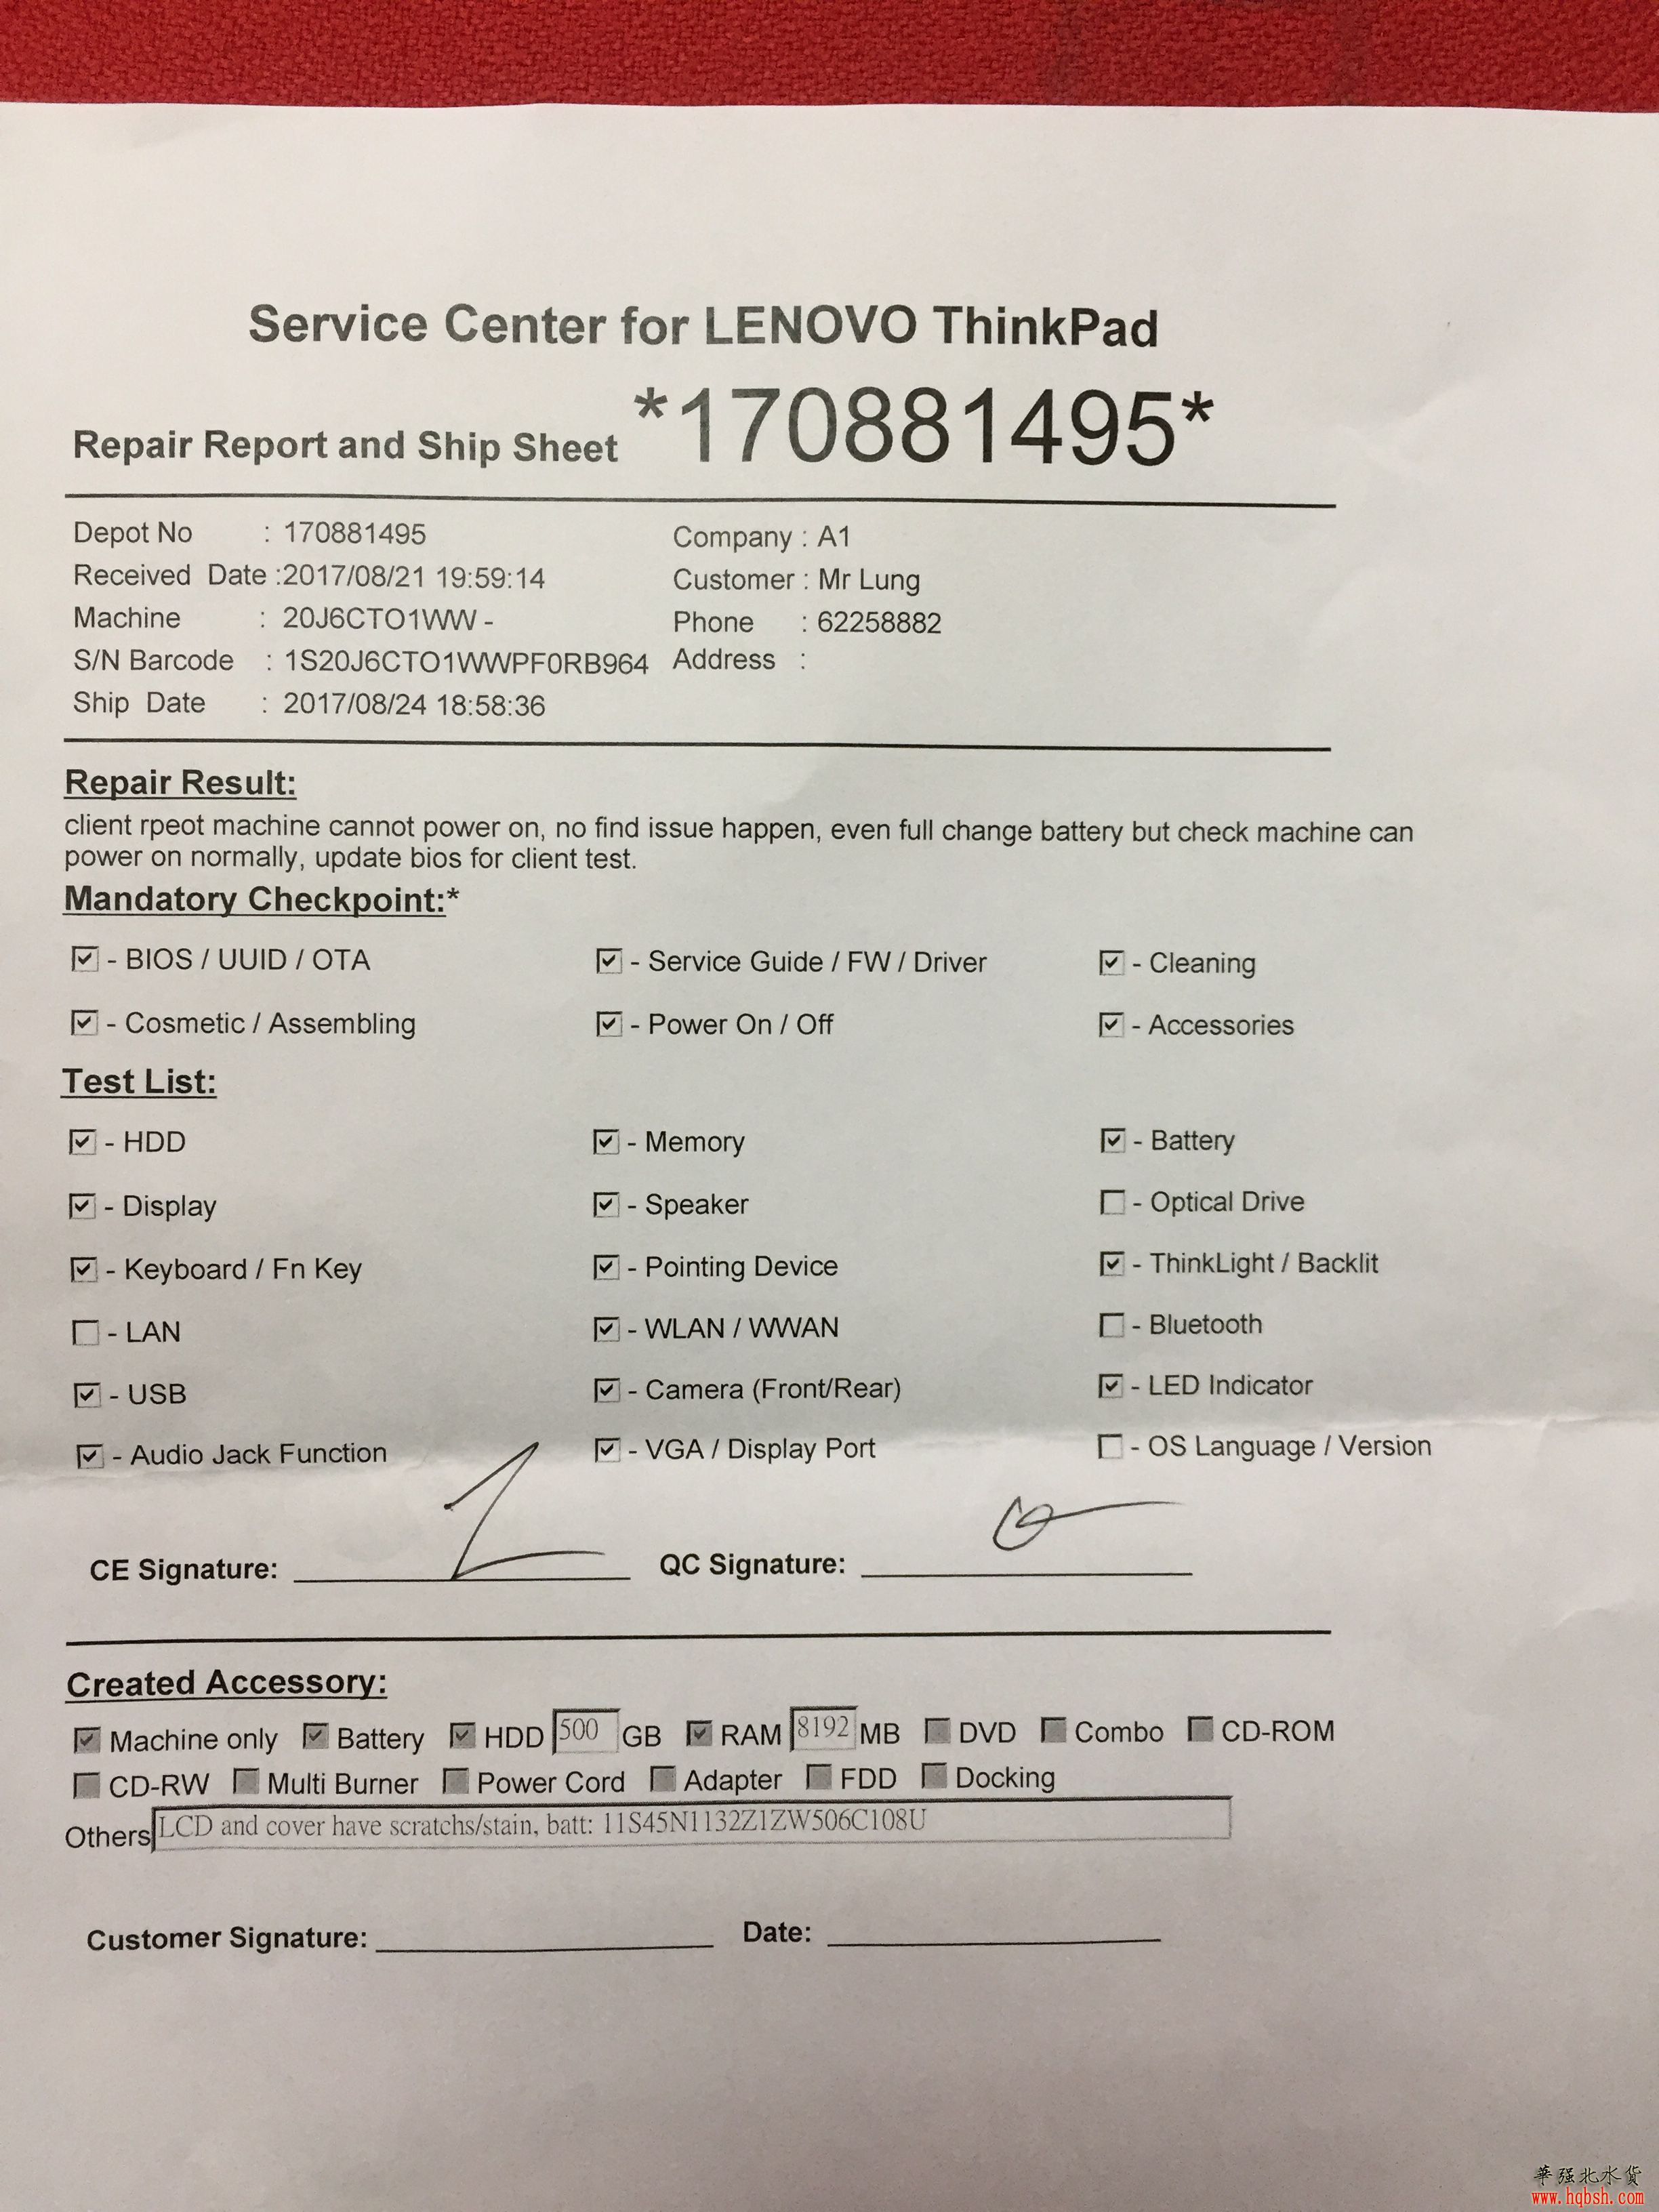 Service Center for LENOVO ThinkPad
Repair Report and Ship Sheet *170881495*
Depot No : 170881495 Company : A1
Received Date :2017/08/21 19:59:14 Customer : Mr Lung
Machine : 20J6CTO1WW - Phone : 62258882
S/N Barcode : 1S20J6CTO1WWPF0RB964 Address :
Ship Date : 2017/08/24 18:58:36
Repair Result:
client rpeot machine cannot power on, no find issue happen, even full change battery but check machine can
power on normally, update bios for client test.
Mandatory Checkpoint:*
- BIOS / UUID / OTA - Service Guide / FW / Driver - Cleaning
- Cosmetic / Assembling - Power On / Off - Accessories
Test List:
- HDD - Memory - Battery
- Display - Speaker - Optical Drive
- Keyboard / Fn Key - Pointing Device - ThinkLight / Backlit
- LAN - WLAN / WWAN - Bluetooth
- USB - Camera (Front/Rear) - LED Indicator
- Audio Jack Function - VGA / Display Port - OS Language / Version
CE Signature: QC Signature:
Created Accessory:
Machine only Battery HDD 500 GB RAM 8192 MB DVD Combo CD-ROM
CD-RW Multi Burner Power Cord Adapter FDD Docking
Others LCD and cover have scratchs/stain, batt: 11S45N1132Z1ZW506C108U
Customer Signature: Date:
華强北水货
www.hqbsh.com